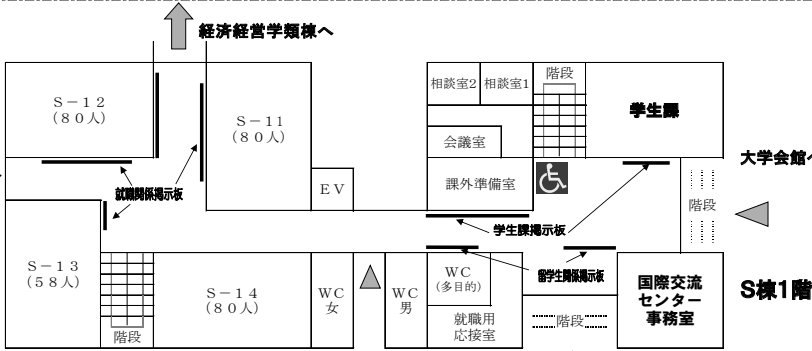 経済経営学類棟へ
S－12
(80人)
S－11
(80人)
相談室2
相談室1
階段
学生課
会議室
大学会館へ
就職関係掲示板
EV
課外準備室
階段
学生課掲示板
S－13
(58人)
S－14
(80人)
WC
女
WC
男
WC
(多目的)
留学生関係掲示板
国際交流
センター
事務室
S棟1階
階段
就職用
応接室
階段